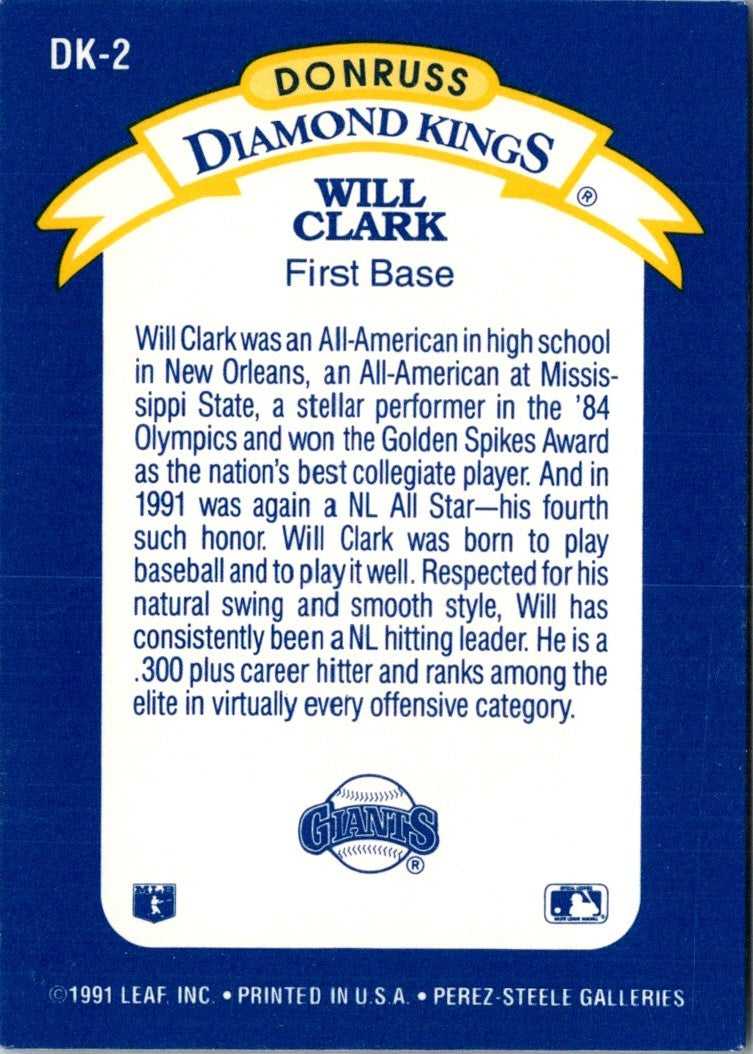 DK-2
DONRUSS
DIAMOND KINGS
®
WILL
CLARK
First Base
Will Clark was an All-American in high school
in New Orleans, an All-American at Missis-
sippi State, a stellar performer in the '84
Olympics and won the Golden Spikes Award
as the nation's best collegiate player. And in
1991 was again a NL All Star—his fourth
such honor. Will Clark was born to play
baseball and to play it well. Respected for his
natural swing and smooth style, Will has
consistently been a NL hitting leader. He is a
.300 plus career hitter and ranks among the
elite in virtually every offensive category.
GIANTS
®
©1991 LEAF, INC. • PRINTED IN U.S.A. • PEREZ-STEELE GALLERIES